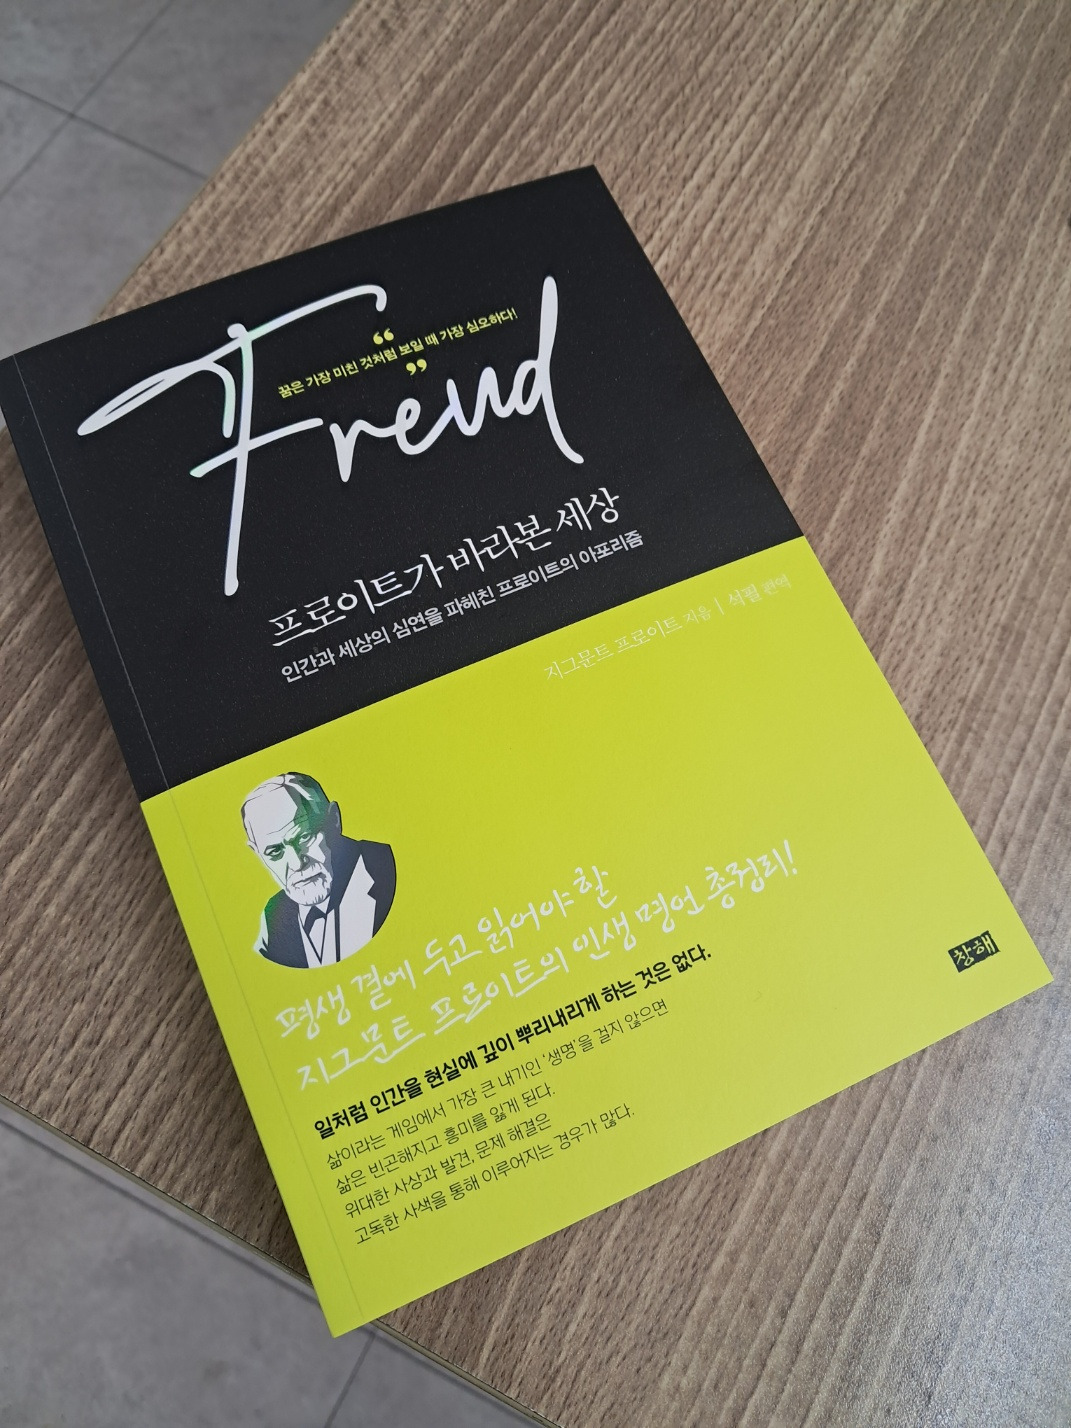 Freud
“
꿈은 가장 미친 것처럼 보일 때 가장 심오하다!
”
프로이트가 바라본 세상
인간과 세상의 심연을 파헤친 프로이트의 아포리즘
지그문트 프로이트 지음 | 석필 편역
평생 곁에 두고 읽어야 할
지그문트 프로이트의 인생 명언 총정리!
일처럼 인간을 현실에 깊이 뿌리내리게 하는 것은 없다.
삶이라는 게임에서 가장 큰 내기인 ‘생명’을 걸지 않으면
삶은 빈곤해지고 흥미를 잃게 된다.
위대한 사상과 발견, 문제 해결은
고독한 사색을 통해 이루어지는 경우가 많다.
창해